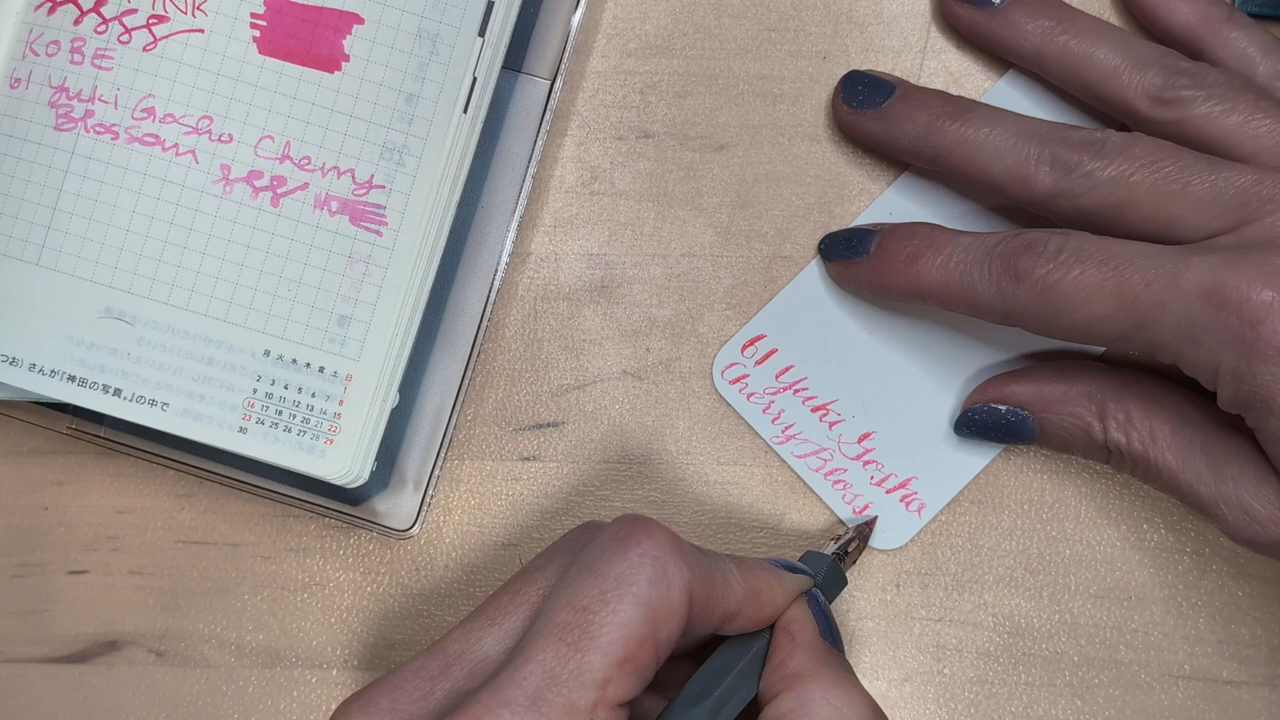 PINK
KOBE
61 Yuki Gosho Cherry
Blossom
月 火 水 木 金 土 日
1
2 3 4 5 6 7 8
9 10 11 12 13 14 15
16 17 18 19 20 21 22
23 24 25 26 27 28 29
30
つお)さんが『神田の写真。』の中で
61 Yuki Gosho
Cherry Bloss